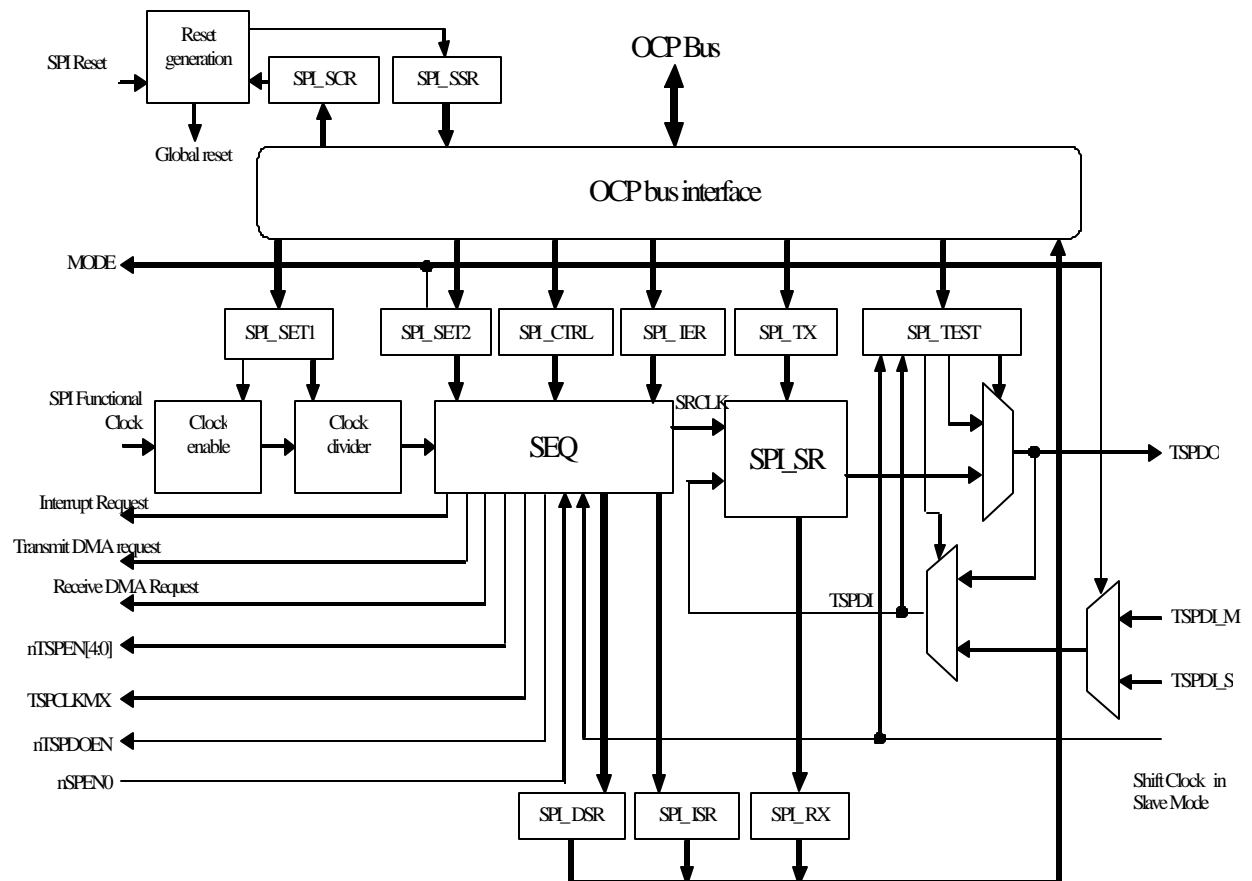 Reset
generation
SPI Reset
SPI_SCR
SPI_SSR
OCP Bus
Global reset
OCP bus interface
MODE
SPI_SET1
SPI_SET2
SPI_CTRL
SPI_IER
SPI_TX
SPI_TEST
SPI Functional
Clock
Clock
enable
Clock
divider
SEQ
SRCLK
SPI_SR
TSPDO
Interrupt Request
Transmit DMA request
Receive DMA Request
TSPDI
TSPDI_M
nTSPEN[4:0]
TSPDI_S
TSPCLKMX
nTSPDOEN
nSPEN0
Shift Clock in
Slave Mode
SPI_DSR
SPI_ISR
SPI_RX